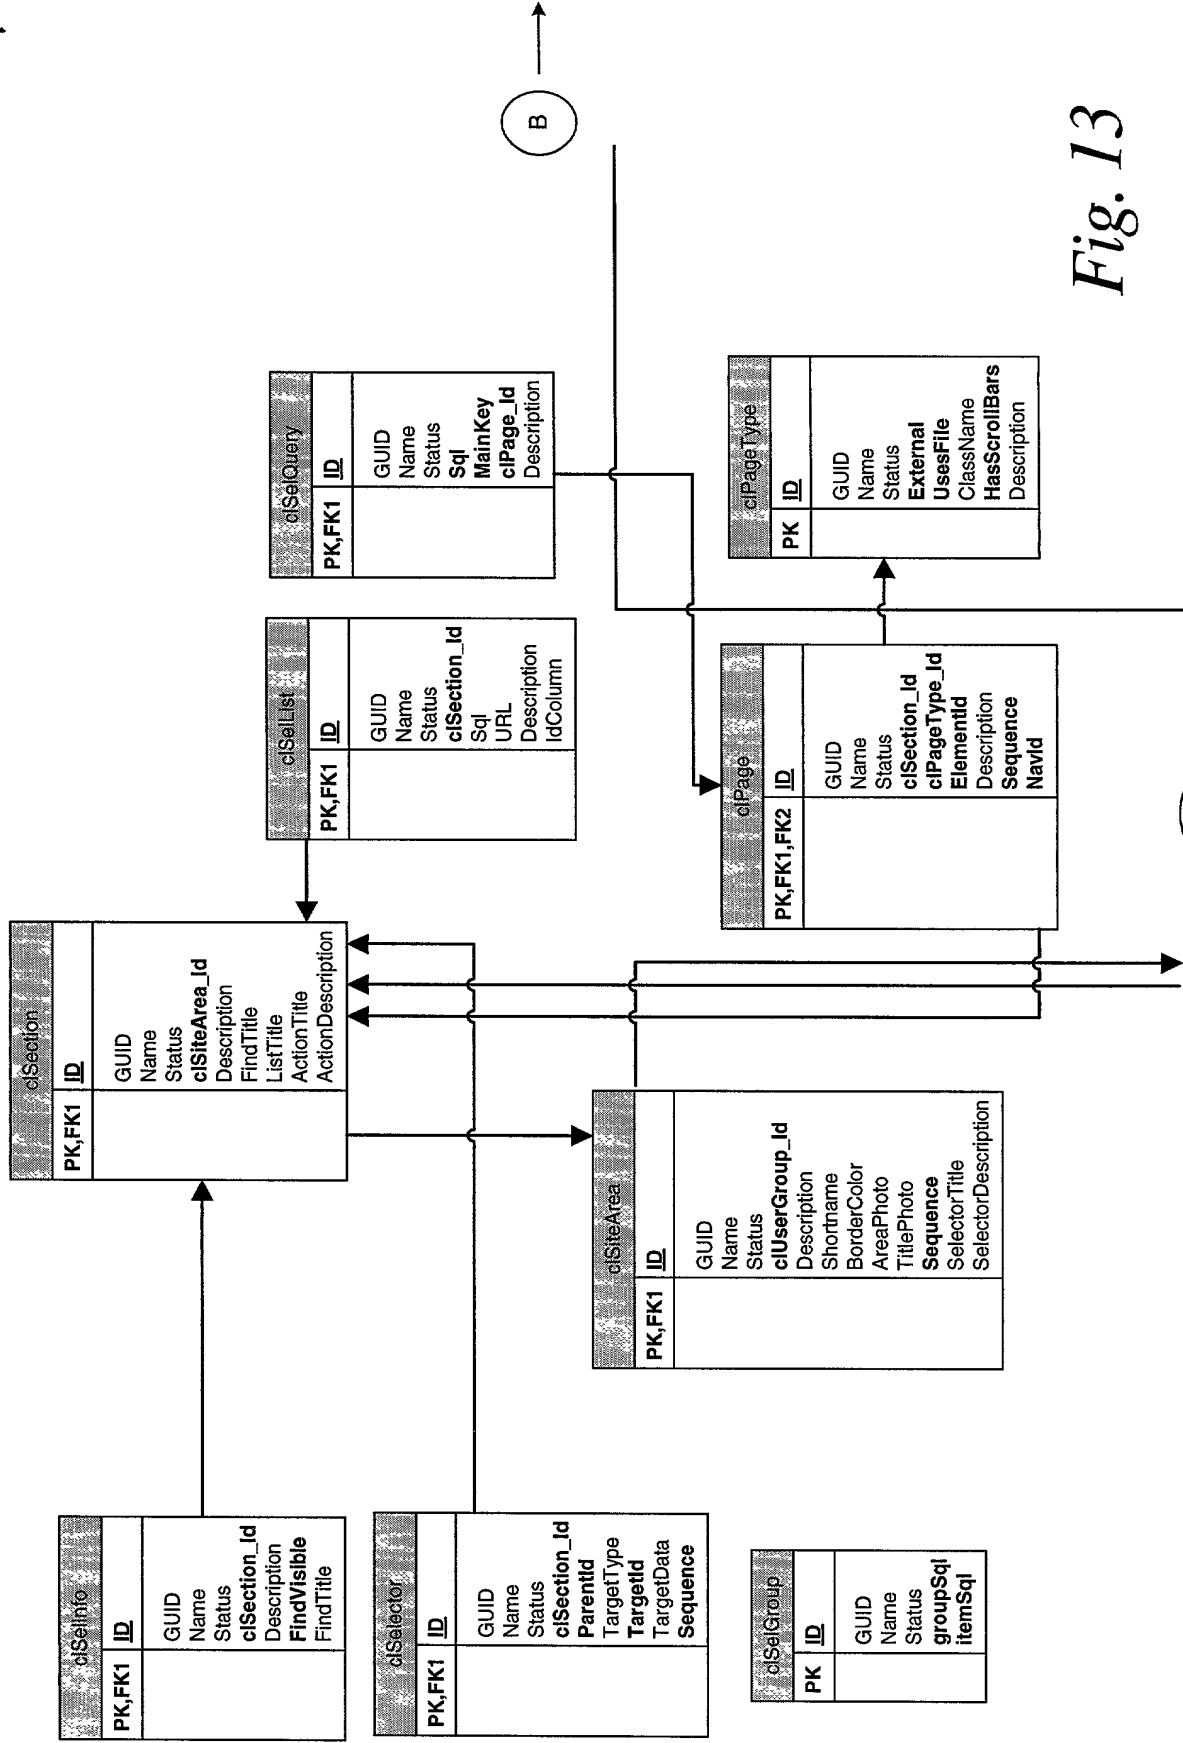 clSelInfo
PK,FK1 ID
GUID
Name
Status
clSection_Id
Description
FindVisible
FindTitle
clSection
PK,FK1 ID
GUID
Name
Status
clSiteArea_Id
Description
FindTitle
ListTitle
ActionTitle
ActionDescription
clSelList
PK,FK1 ID
GUID
Name
Status
clSection_Id
Sql
URL
Description
IdColumn
clSelQuery
PK,FK1 ID
GUID
Name
Status
Sql
MainKey
clPage_Id
Description
B
clSelector
PK,FK1 ID
GUID
Name
Status
clSection_Id
ParentId
TargetType
TargetId
TargetData
Sequence
clSiteArea
PK,FK1 ID
GUID
Name
Status
clUserGroup_Id
Description
Shortname
BorderColor
AreaPhoto
TitlePhoto
Sequence
SelectorTitle
SelectorDescription
clPage
PK,FK1,FK2 ID
GUID
Name
Status
clSection_Id
clPageType_Id
ElementId
Description
Sequence
NavId
clPageType
PK ID
GUID
Name
Status
External
UsesFile
ClassName
HasScrollBars
Description
clSelGroup
PK ID
GUID
Name
Status
groupSql
itemSql
Fig. 13